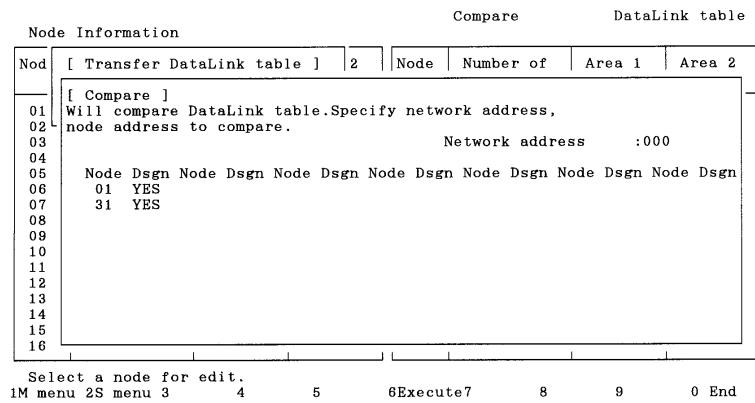 Compare DataLink table
Node Information
Nod [ Transfer DataLink table ] 2 Node Number of Area 1 Area 2
[ Compare ]
01 Will compare DataLink table.Specify network address,
02 node address to compare.
03 Network address :000
04
05 Node Dsgn Node Dsgn Node Dsgn Node Dsgn Node Dsgn Node Dsgn Node Dsgn
06 01 YES
07 31 YES
08
09
10
11
12
13
14
15
16
Select a node for edit.
1M menu 2S menu 3 4 5 6Execute7 8 9 0 End